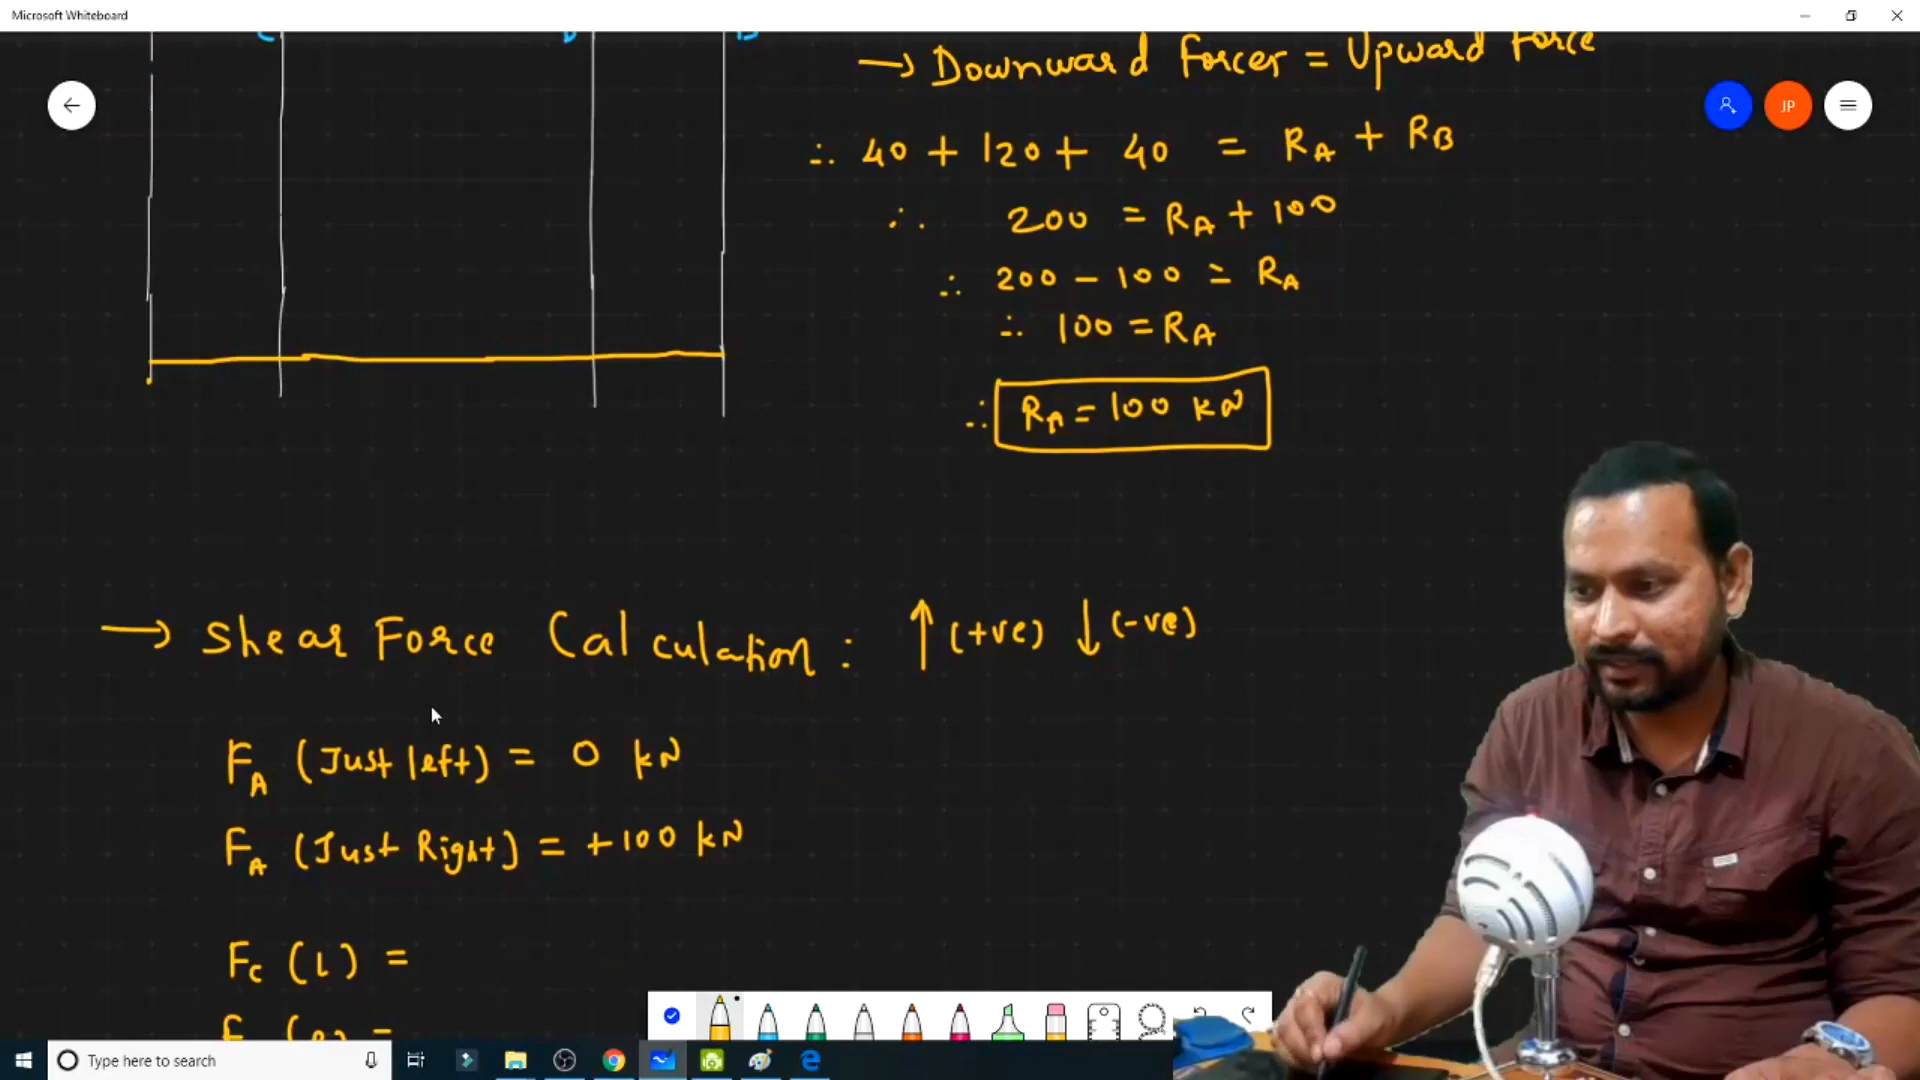 Microsoft Whiteboard
C D B
→ Downward forces = Upward force
∴ 40 + 120 + 40 = RA + RB
∴ 200 = RA + 100
∴ 200 - 100 = RA
∴ 100 = RA
∴ RA = 100 kN
JP
→ Shear Force Calculation : ↑ (+ve) ↓ (-ve)
FA (Just left) = 0 kN
FA (Just Right) = +100 kN
Fc (L) =
Type here to search